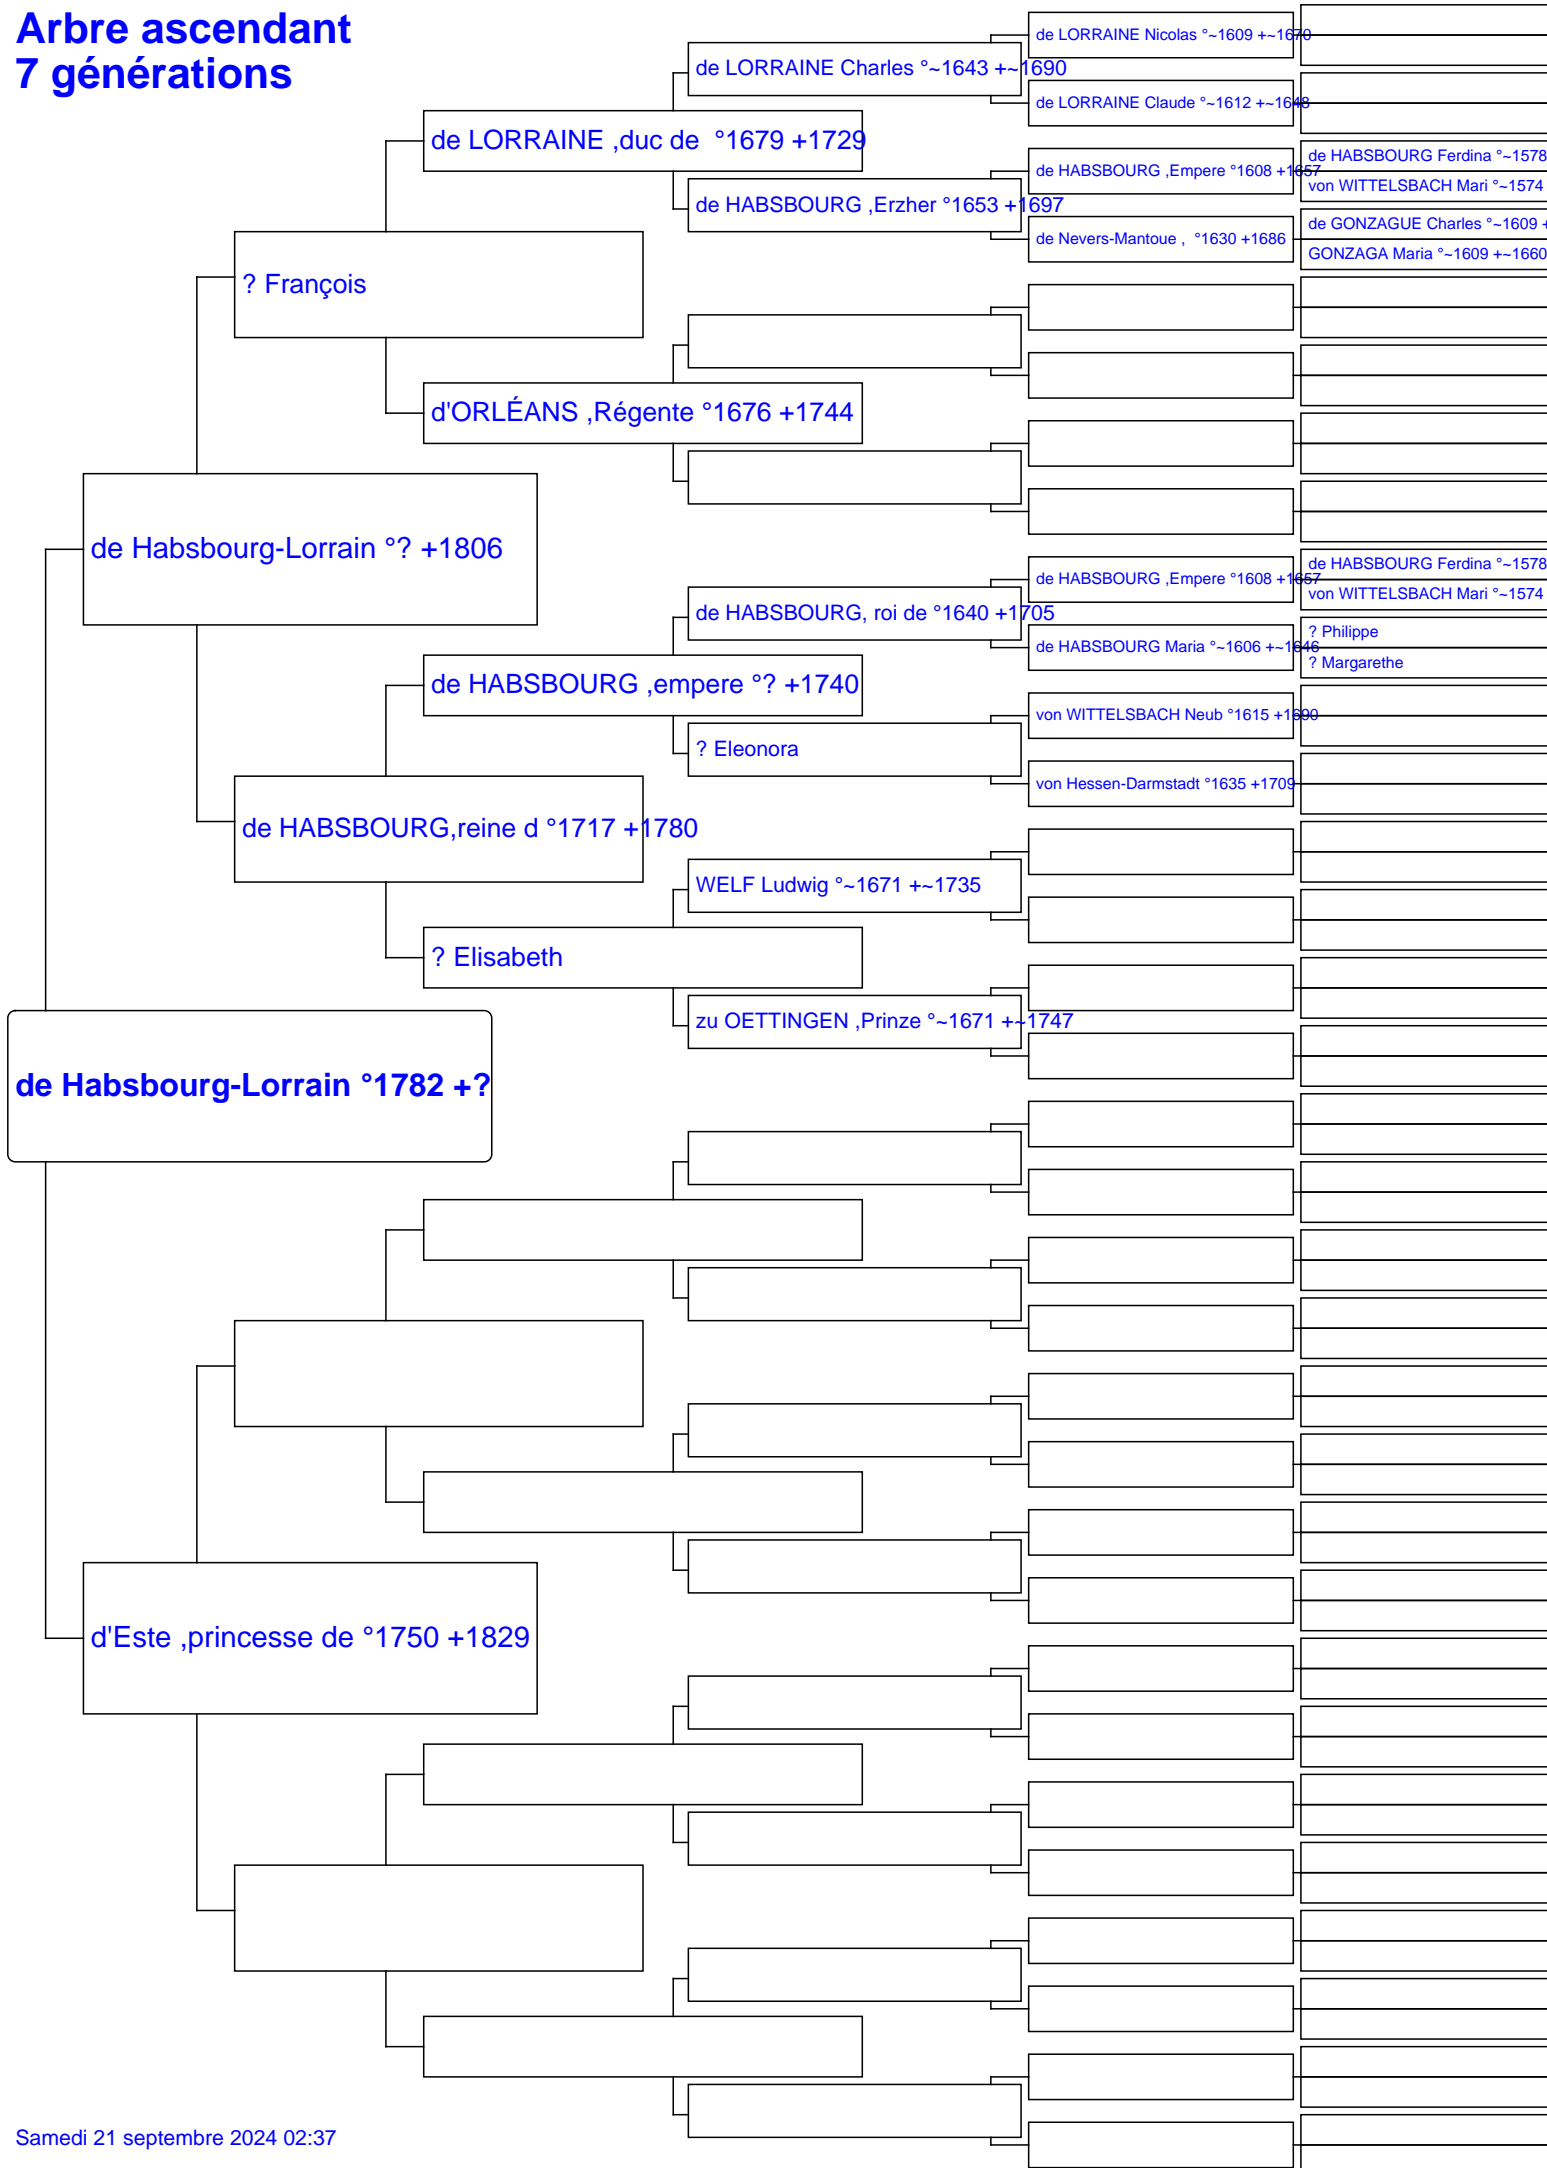 Arbre ascendant
7 générations
de LORRAINE Nicolas °~1609 +~1670
de LORRAINE Charles °~1643 +~1690
de LORRAINE Claude °~1612 +~1648
de LORRAINE ,duc de °1679 +1729
de HABSBOURG ,Empere °1608 +1657
de HABSBOURG Ferdina °~1578
von WITTELSBACH Mari °~1574
de HABSBOURG ,Erzher °1653 +1697
de Nevers-Mantoue , °1630 +1686
de GONZAGUE Charles °~1609 +
GONZAGA Maria °~1609 +~1660
? François
d'ORLÉANS ,Régente °1676 +1744
de Habsbourg-Lorrain °? +1806
de HABSBOURG ,Empere °1608 +1657
de HABSBOURG Ferdina °~1578
von WITTELSBACH Mari °~1574
de HABSBOURG, roi de °1640 +1705
de HABSBOURG Maria °~1606 +~1646
? Philippe
? Margarethe
de HABSBOURG ,empere °? +1740
von WITTELSBACH Neub °1615 +1690
? Eleonora
von Hessen-Darmstadt °1635 +1709
de HABSBOURG,reine d °1717 +1780
WELF Ludwig °~1671 +~1735
? Elisabeth
zu OETTINGEN ,Prinze °~1671 +~1747
de Habsbourg-Lorrain °1782 +?
d'Este ,princesse de °1750 +1829
Samedi 21 septembre 2024 02:37